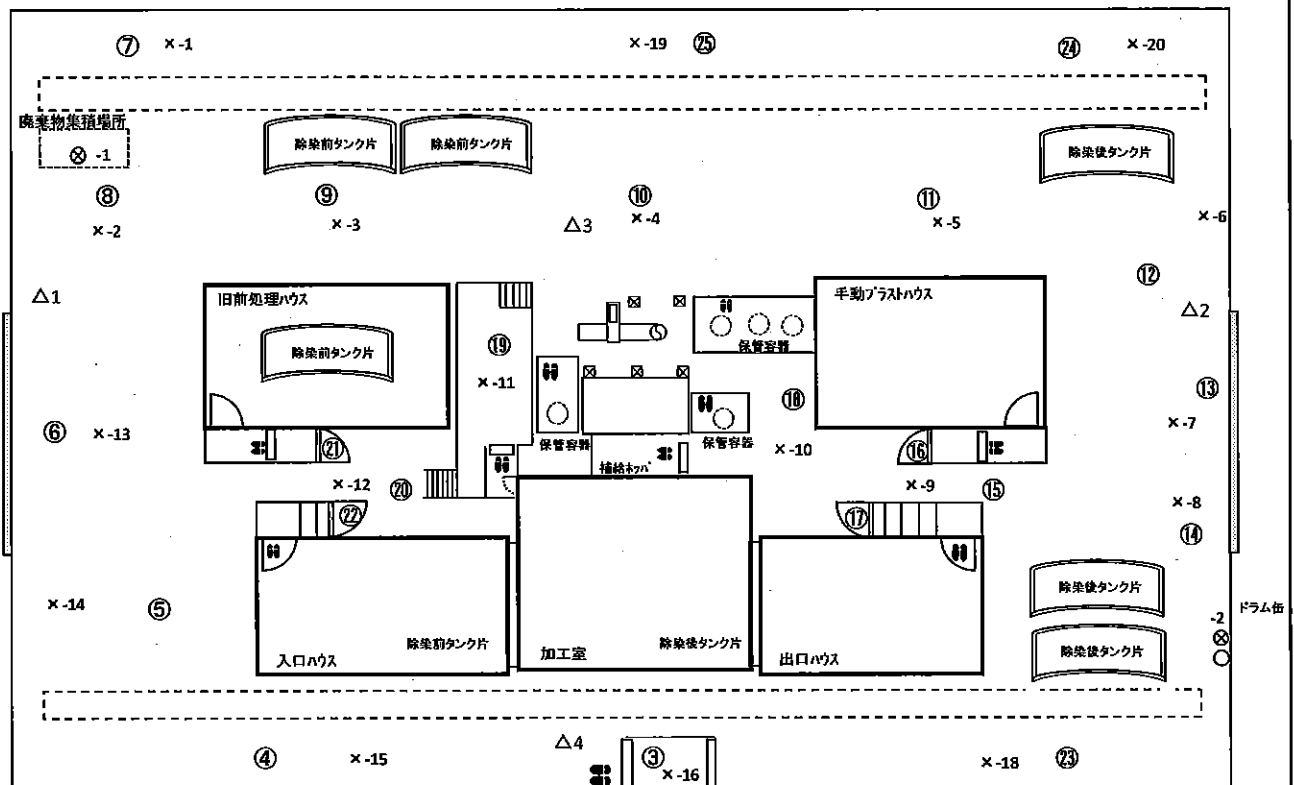 ⑦ ×-1 ×-19 ㉕ ㉔ ×-20
廃棄物集積場所
⊗ -1
除染前タンク片 除染前タンク片 除染後タンク片
⑧ ⑨ ⑩ ⑪
×-2 ×-3 △3 ×-4 ×-5 ×-6
⑫
△1 △2
旧前処理ハウス 手動ブラストハウス
除染前タンク片 ⑲ 保管容器
×-11 ⑬
⑱
⑥ ×-13 ×-7
保管容器 保管容器
㉑ ×-10 ⑯
補給ホッパ
×-12 ⑳ ×-9 ⑮
×-8
㉒ ⑰ ⑭
除染後タンク片
×-14 ⑤ ドラム缶
-2
除染前タンク片 除染後タンク片 除染後タンク片
入口ハウス 加工室 出口ハウス
△4
④ ×-15 ③ ×-18 ㉓
×-16